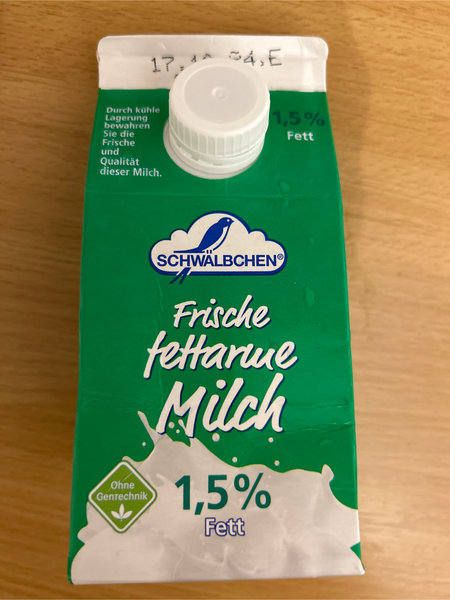 Durch kühle
Lagerung
bewahren
Sie die
Frische
und
Qualität
dieser Milch.
1,5%
Fett
SCHWÄLBCHEN®
Frische
fettarme
Milch
Ohne
GenTechnik
1,5%
Fett